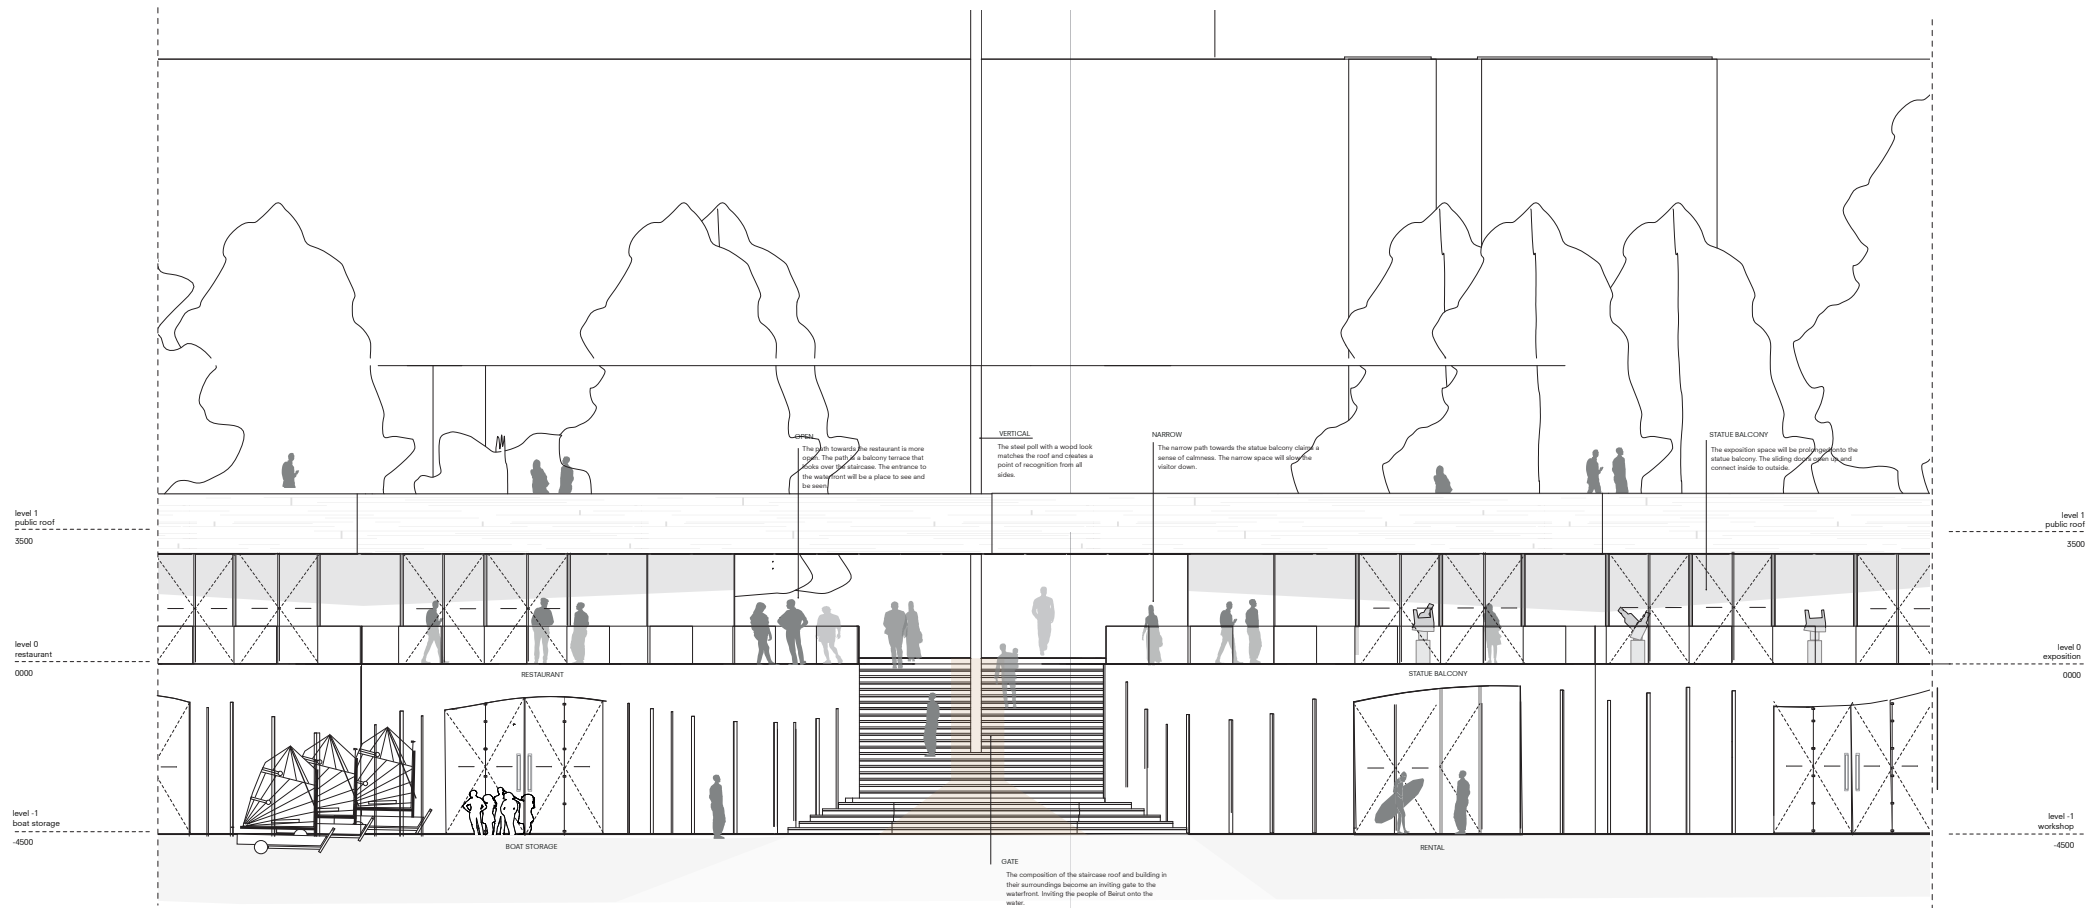 OPEN
The path towards the restaurant is more
open. The path is a balcony terrace that
looks over the staircase. The entrance to
the waterfront will be a place to see and
be seen.
VERTICAL
The steel poll with a wood look
matches the roof and creates a
point of recognition from all
sides.
NARROW
The narrow path towards the statue balcony claims a
sense of calmness. The narrow space will slow the
visitor down.
STATUE BALCONY
The exposition space will be prolonged onto the
statue balcony. The sliding doors open up and
connect inside to outside.
level 1
public roof
3500
level 1
public roof
3500
level 0
restaurant
0000
RESTAURANT
STATUE BALCONY
level 0
exposition
0000
level -1
boat storage
-4500
BOAT STORAGE
RENTAL
level -1
workshop
-4500
GATE
The composition of the staircase roof and building in
their surroundings become an inviting gate to the
waterfront. Inviting the people of Beirut onto the
water.